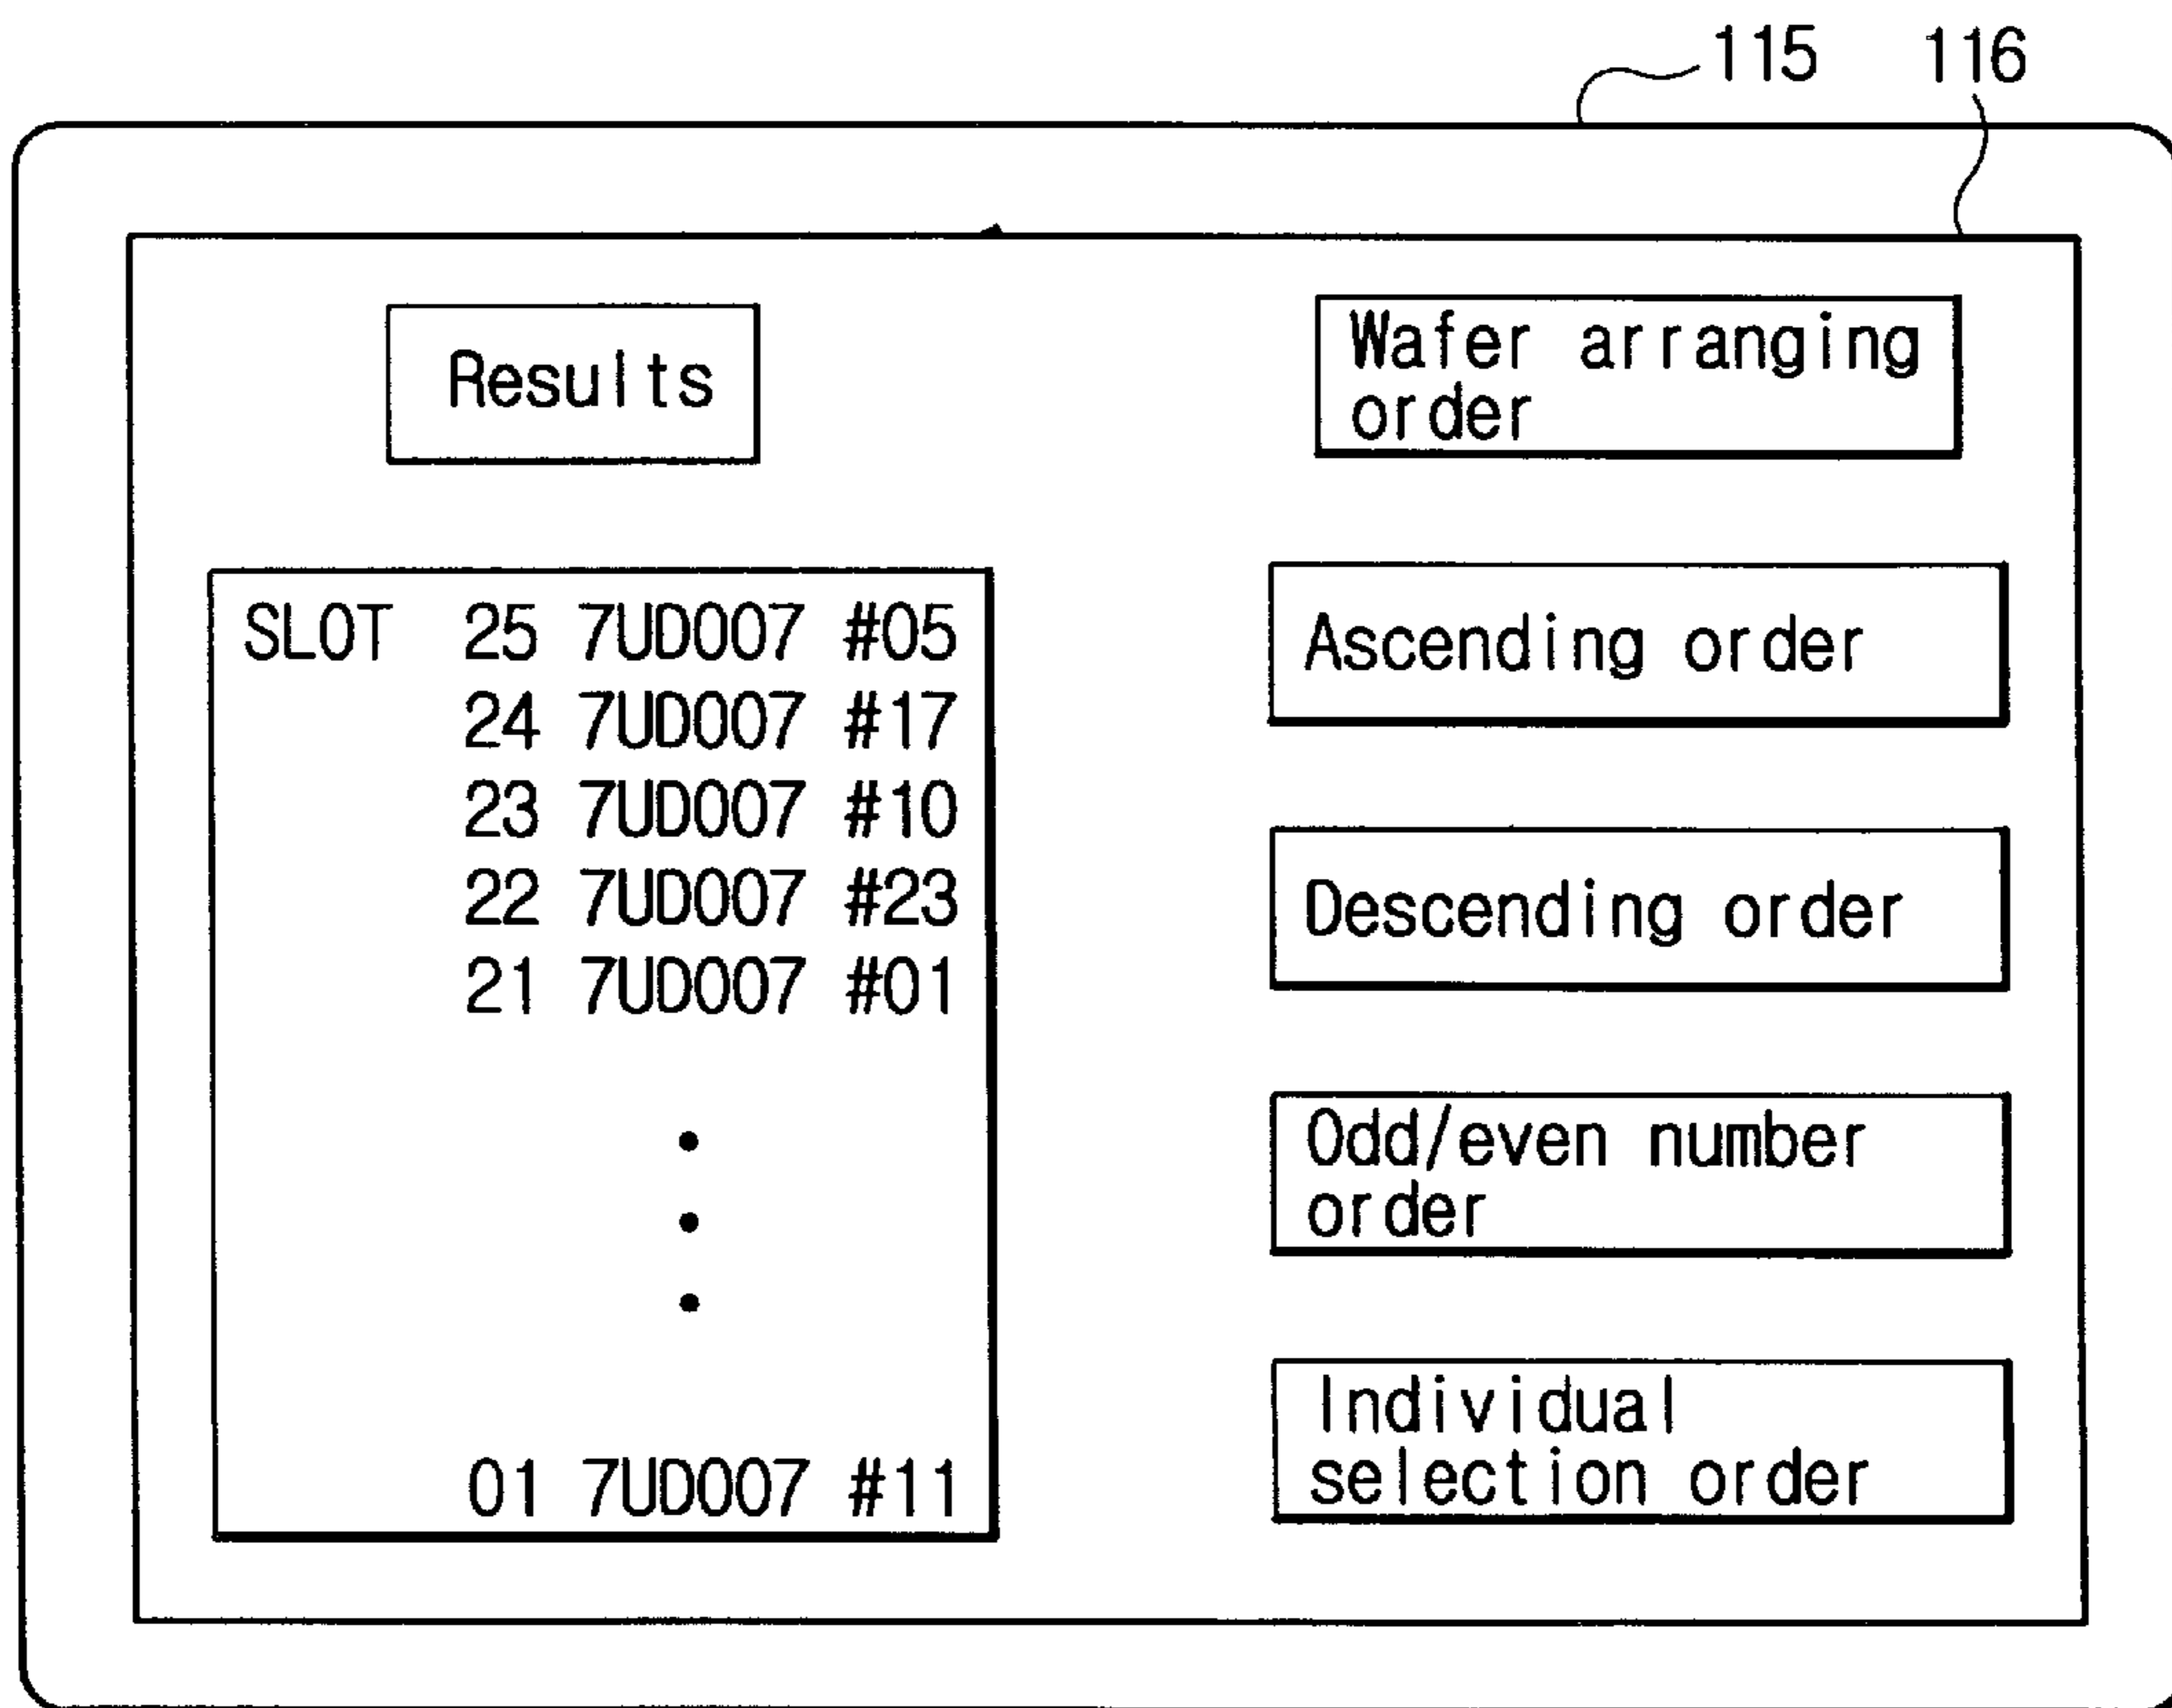 115 116
Results
Wafer arranging
order
SLOT 25 7UD007 #05
24 7UD007 #17
23 7UD007 #10
22 7UD007 #23
21 7UD007 #01
01 7UD007 #11
Ascending order
Descending order
Odd/even number
order
Individual
selection order